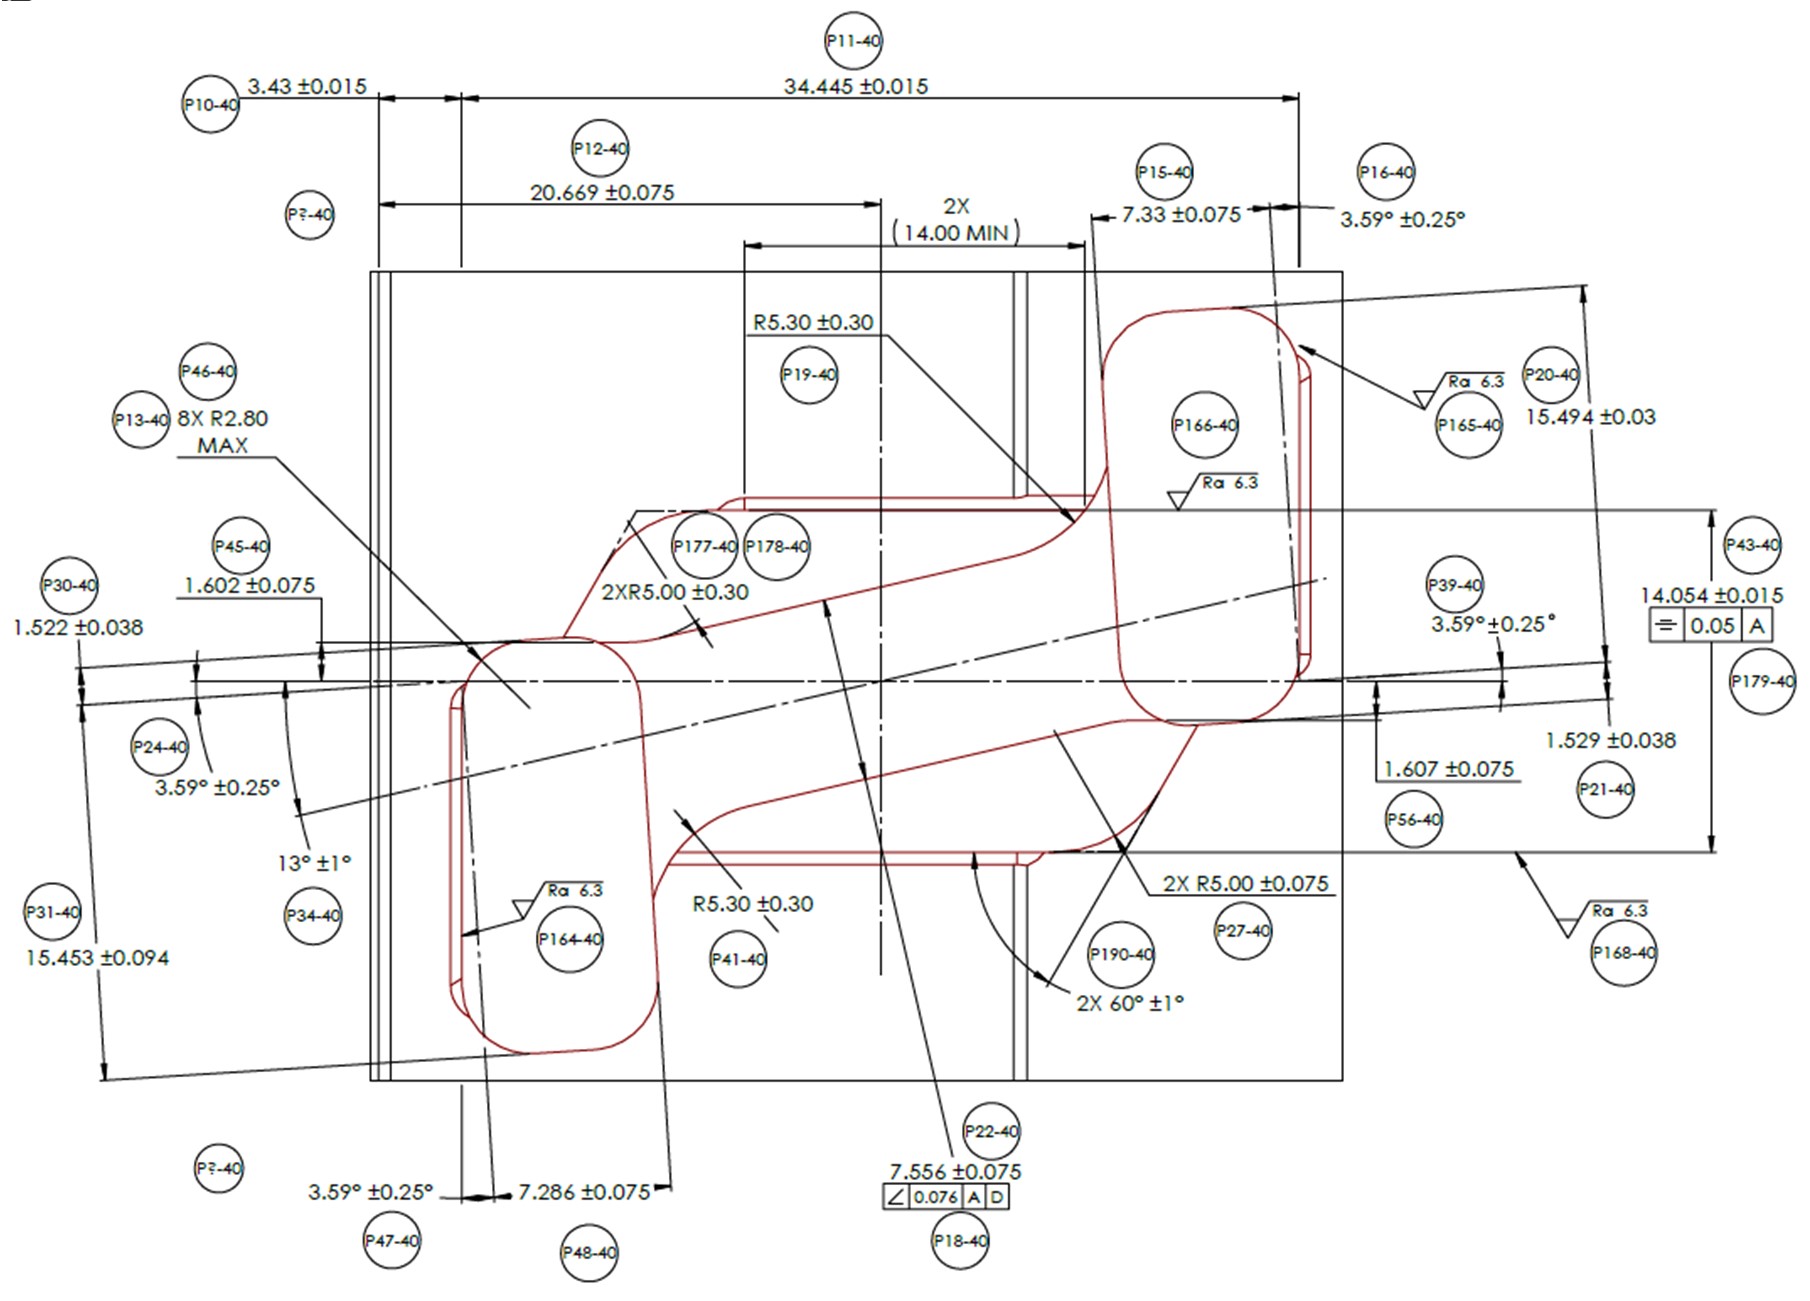 P11-40
3.43 ±0.015
34.445 ±0.015
P10-40
P12-40
P15-40
P16-40
20.669 ±0.075
2X
7.33 ±0.075
3.59° ±0.25°
P?-40
(14.00 MIN)
R5.30 ±0.30
P46-40
P19-40
Ra 6.3
P20-40
P13-40
8X R2.80
MAX
P166-40
P165-40
15.494 ±0.03
Ra 6.3
P45-40
P177-40
P178-40
P43-40
P30-40
1.602 ±0.075
2XR5.00 ±0.30
P39-40
14.054 ±0.015
1.522 ±0.038
3.59°±0.25°
⌯ 0.05 A
P179-40
P24-40
1.529 ±0.038
3.59° ±0.25°
1.607 ±0.075
P21-40
P56-40
13° ±1°
P31-40
P34-40
Ra 6.3
R5.30 ±0.30
2X R5.00 ±0.075
Ra 6.3
P164-40
P27-40
15.453 ±0.094
P41-40
P190-40
P168-40
2X 60° ±1°
P22-40
P?-40
7.556 ±0.075
3.59° ±0.25°
7.286 ±0.075
∠ 0.076 A D
P47-40
P48-40
P18-40